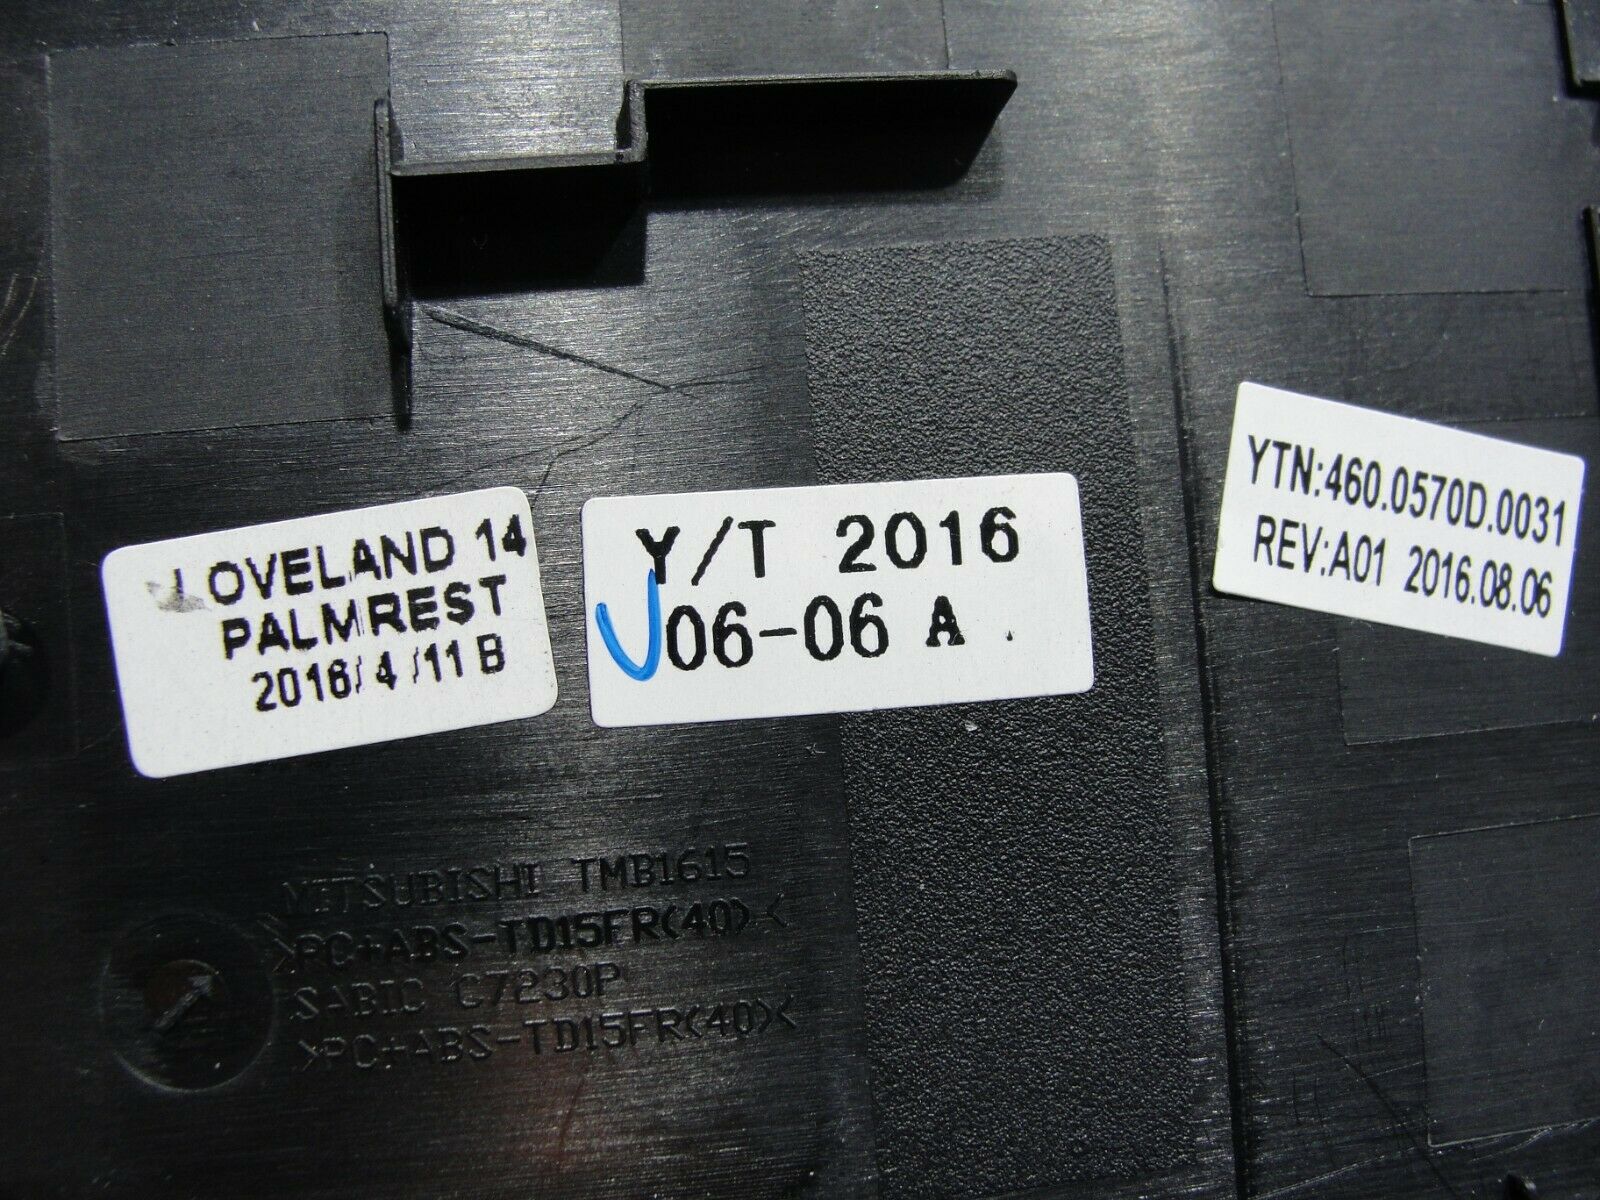 LOVELAND 14
PALMREST
2016/4/11 B
Y/T 2016
06-06 A
YTN:460.0570D.0031
REV:A01 2016.08.06
MITSUBISHI TMB1615
>PC+ABS-TD15FR(40)<
SABIC C7230P
>PC+ABS-TD15FR(40)<